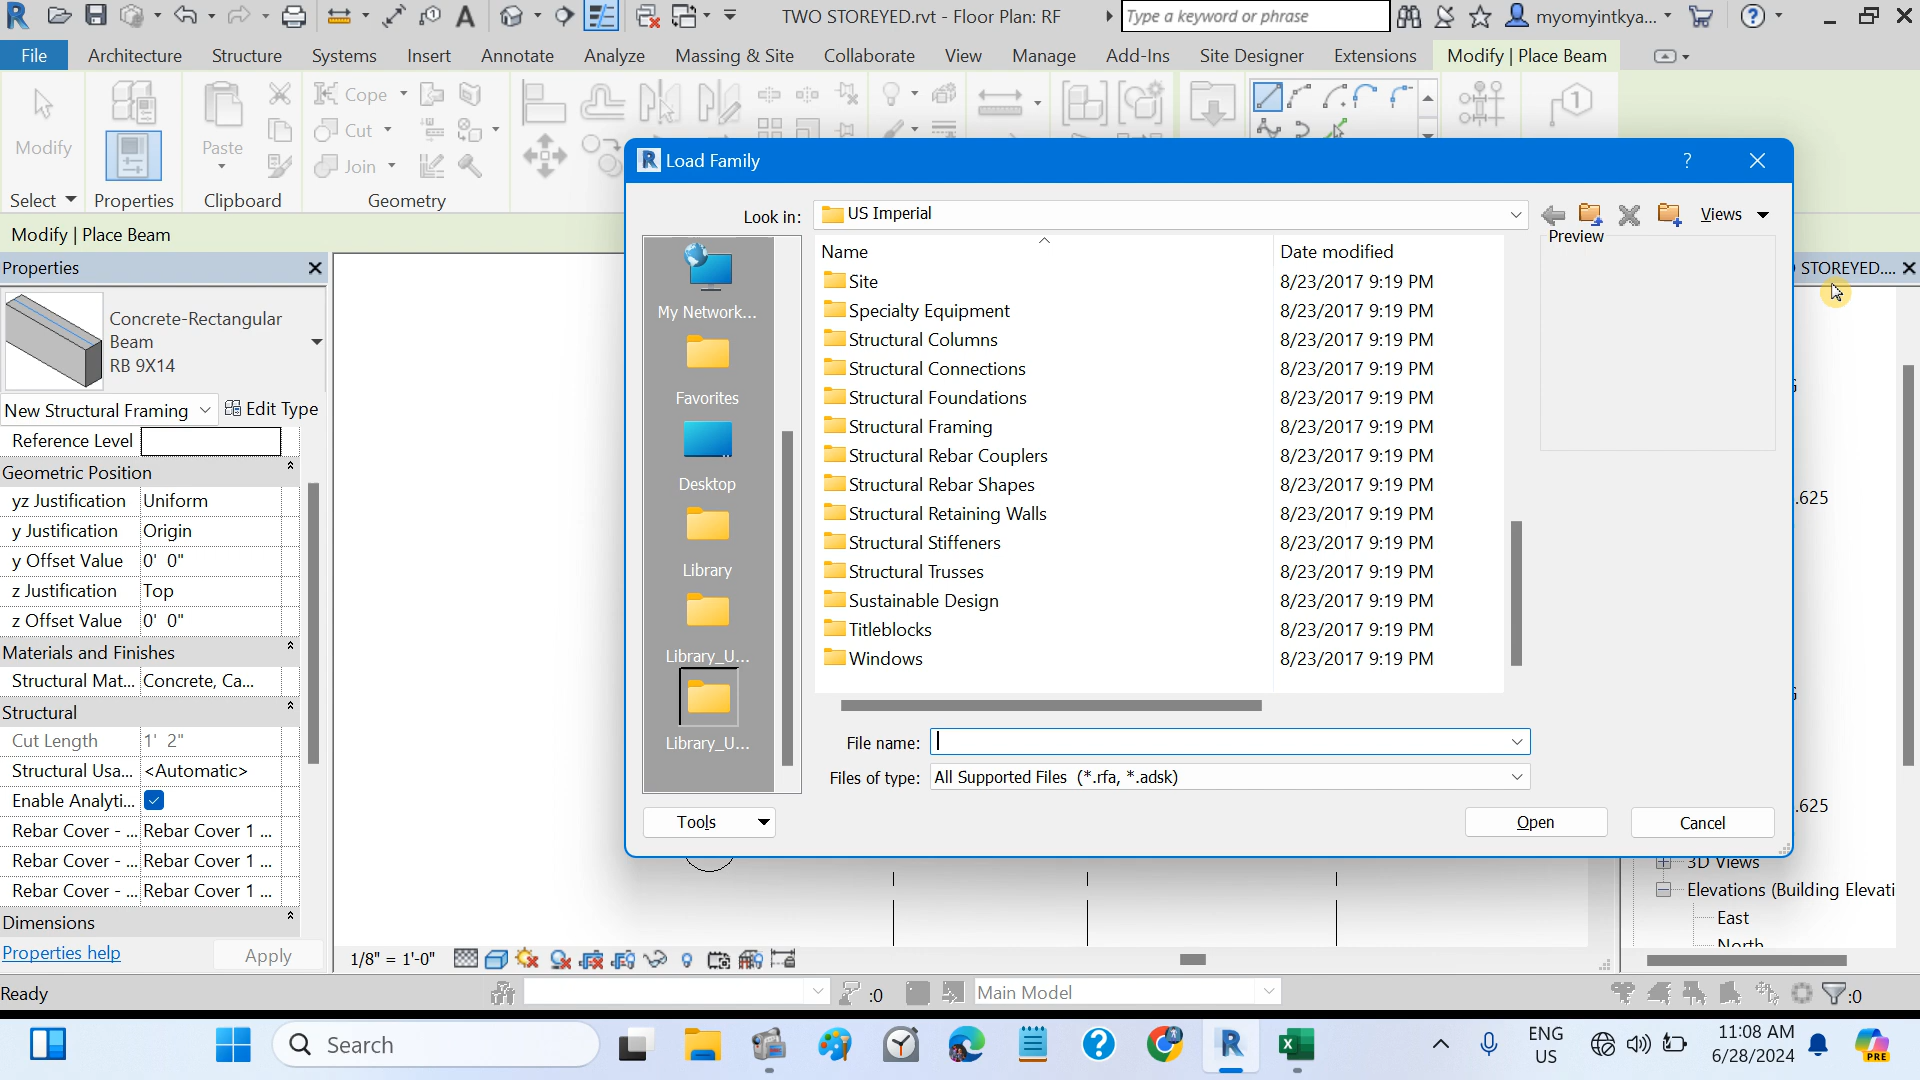 TWO STOREYED.rvt - Floor Plan: RF
Type a keyword or phrase
myomyintkya...
File
Architecture
Structure
Systems
Insert
Annotate
Analyze
Massing & Site
Collaborate
View
Manage
Add-Ins
Site Designer
Extensions
Modify | Place Beam
Modify
Paste
Cope
Cut
Join
Select
Properties
Clipboard
Geometry
Modify | Place Beam
Properties
Concrete-Rectangular
Beam
RB 9X14
New Structural Framing
Edit Type
Reference Level
Geometric Position
yz Justification Uniform
y Justification Origin
y Offset Value 0' 0"
z Justification Top
z Offset Value 0' 0"
Materials and Finishes
Structural Mat... Concrete, Ca...
Structural
Cut Length 1' 2"
Structural Usa... <Automatic>
Enable Analyti...
Rebar Cover - ... Rebar Cover 1 ...
Rebar Cover - ... Rebar Cover 1 ...
Rebar Cover - ... Rebar Cover 1 ...
Dimensions
Properties help
Apply
Load Family
Look in: US Imperial
Views
Preview
My Network...
Favorites
Desktop
Library
Library_U...
Library_U...
Name Date modified
Site 8/23/2017 9:19 PM
Specialty Equipment 8/23/2017 9:19 PM
Structural Columns 8/23/2017 9:19 PM
Structural Connections 8/23/2017 9:19 PM
Structural Foundations 8/23/2017 9:19 PM
Structural Framing 8/23/2017 9:19 PM
Structural Rebar Couplers 8/23/2017 9:19 PM
Structural Rebar Shapes 8/23/2017 9:19 PM
Structural Retaining Walls 8/23/2017 9:19 PM
Structural Stiffeners 8/23/2017 9:19 PM
Structural Trusses 8/23/2017 9:19 PM
Sustainable Design 8/23/2017 9:19 PM
Titleblocks 8/23/2017 9:19 PM
Windows 8/23/2017 9:19 PM
File name:
Files of type: All Supported Files (*.rfa, *.adsk)
Tools
Open
Cancel
STOREYED....
.625
.625
3D Views
Elevations (Building Elevati
East
North
1/8" = 1'-0"
Ready
:0
Main Model
:0
Search
ENG
US
11:08 AM
6/28/2024
PRE